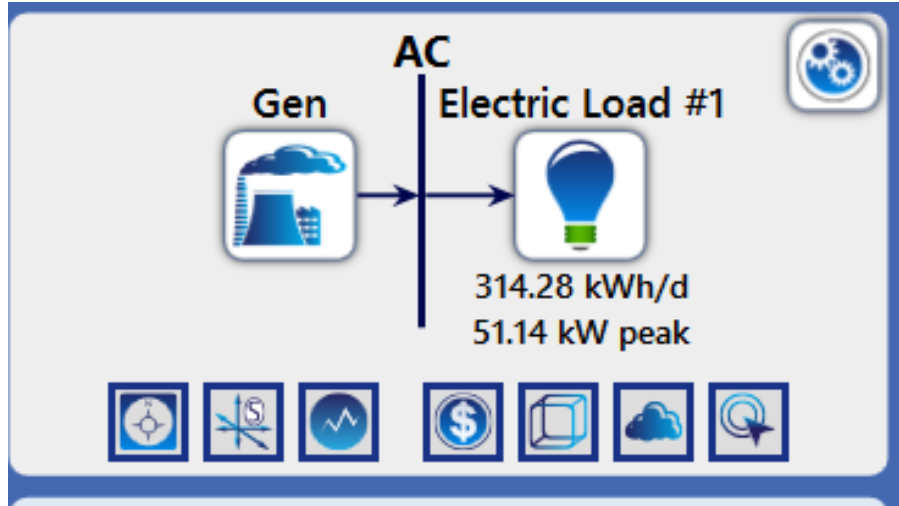 AC
Gen
Electric Load #1
314.28 kWh/d
51.14 kW peak
N
S
$